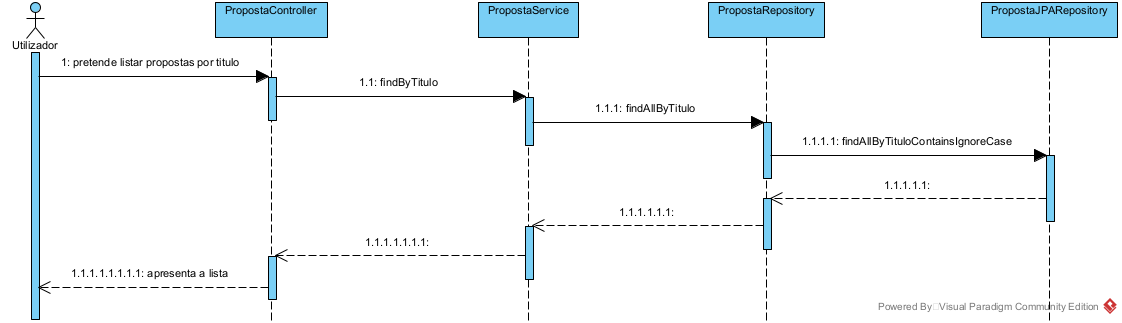 PropostaController
PropostaService
PropostaRepository
PropostaJPARepository
Utilizador
1: pretende listar propostas por titulo
1.1: findByTitulo
1.1.1: findAllByTitulo
1.1.1.1: findAllByTituloContainsIgnoreCase
1.1.1.1.1:
1.1.1.1.1.1:
1.1.1.1.1.1.1:
1.1.1.1.1.1.1.1: apresenta a lista
Powered By Visual Paradigm Community Edition